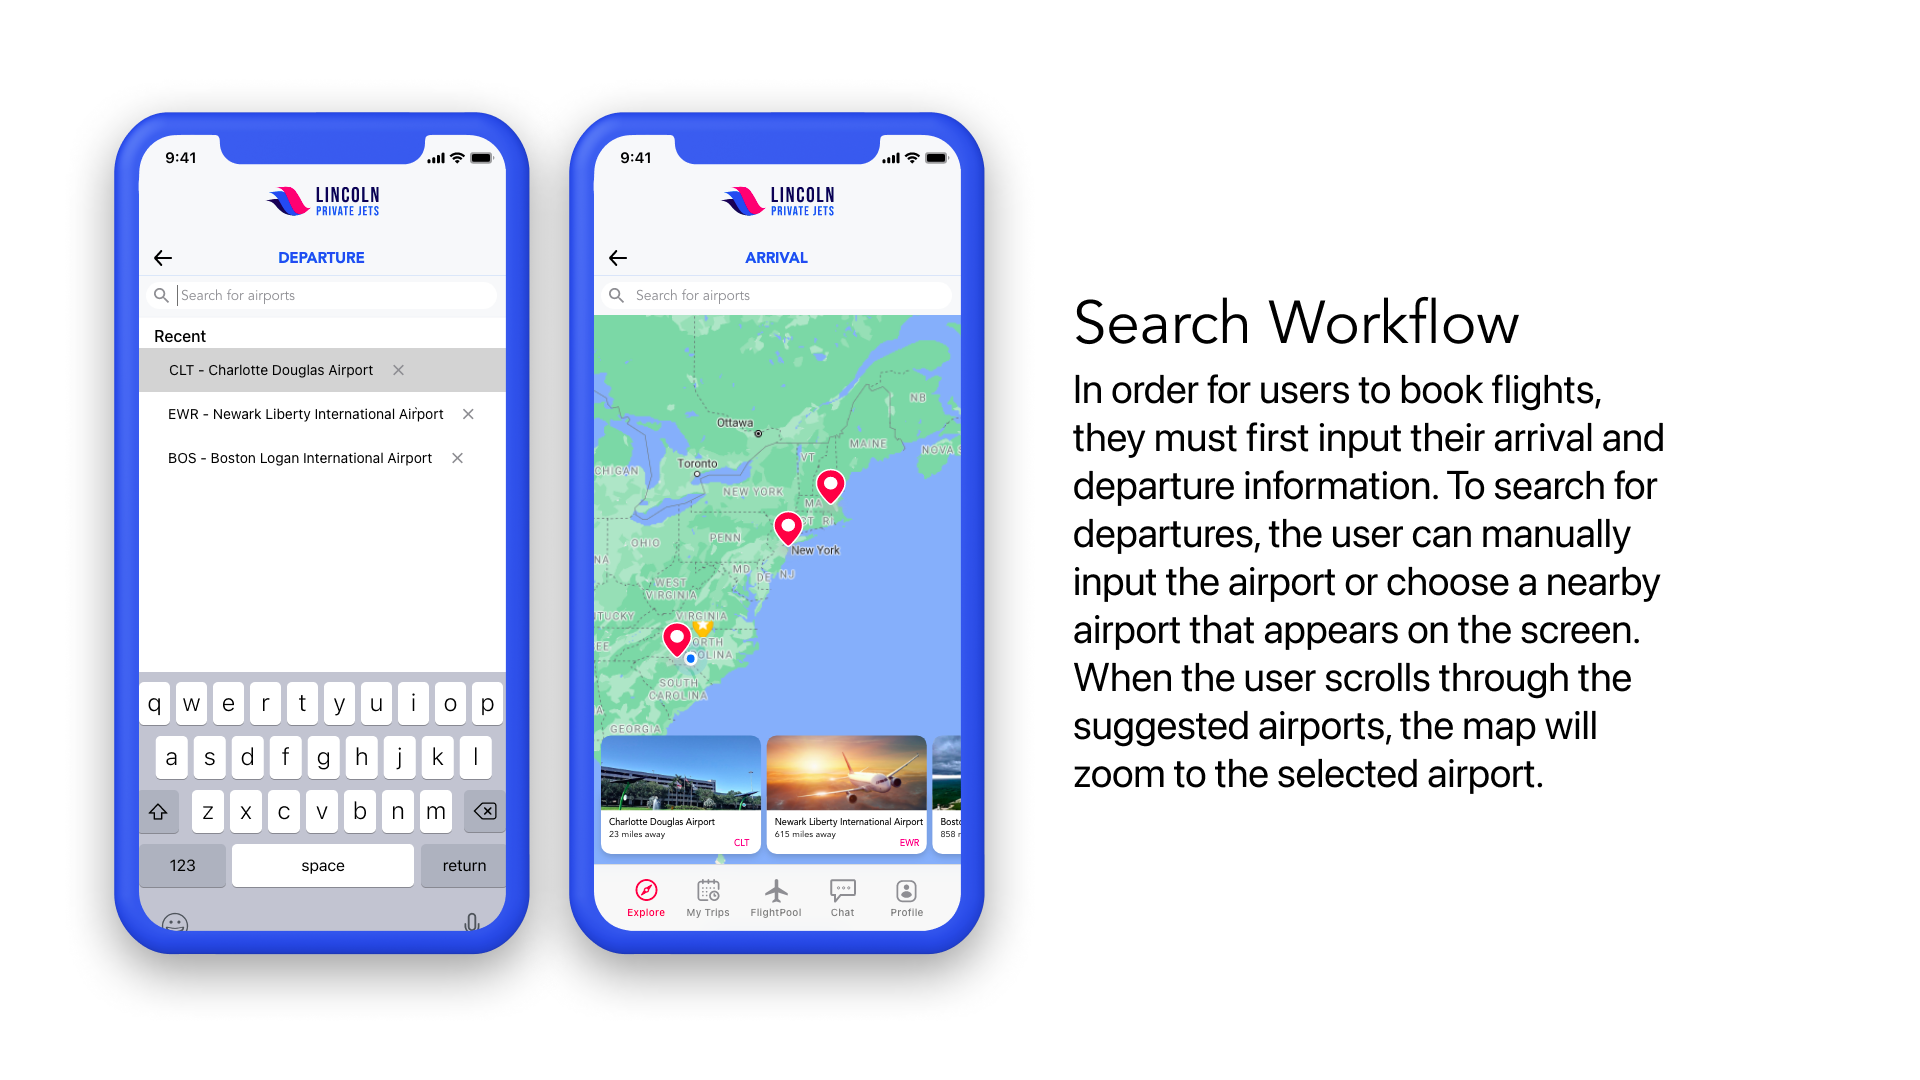 9:41
LINCOLN
PRIVATE JETS
DEPARTURE
Search for airports
Recent
CLT - Charlotte Douglas Airport
EWR - Newark Liberty International Airport
BOS - Boston Logan International Airport
q w e r t y u i o p
a s d f g h j k l
z x c v b n m
123 space return
9:41
LINCOLN
PRIVATE JETS
ARRIVAL
Search for airports
NB
Ottawa
MAINE
NOVA S
VT
Toronto
CHIGAN
NEW YORK
MA
CT RI
PENN
OHIO
New York
NA
MD
DE NJ
WEST
VIRGINIA
TUCKY
VIRGINIA
EE
ORTH
OLINA
SOUTH
CAROLINA
A
GEORGIA
Charlotte Douglas Airport
23 miles away
CLT
Newark Liberty International Airport
615 miles away
EWR
Bosto
858 m
Explore My Trips FlightPool Chat Profile
Search Workflow
In order for users to book flights,
they must first input their arrival and
departure information. To search for
departures, the user can manually
input the airport or choose a nearby
airport that appears on the screen.
When the user scrolls through the
suggested airports, the map will
zoom to the selected airport.